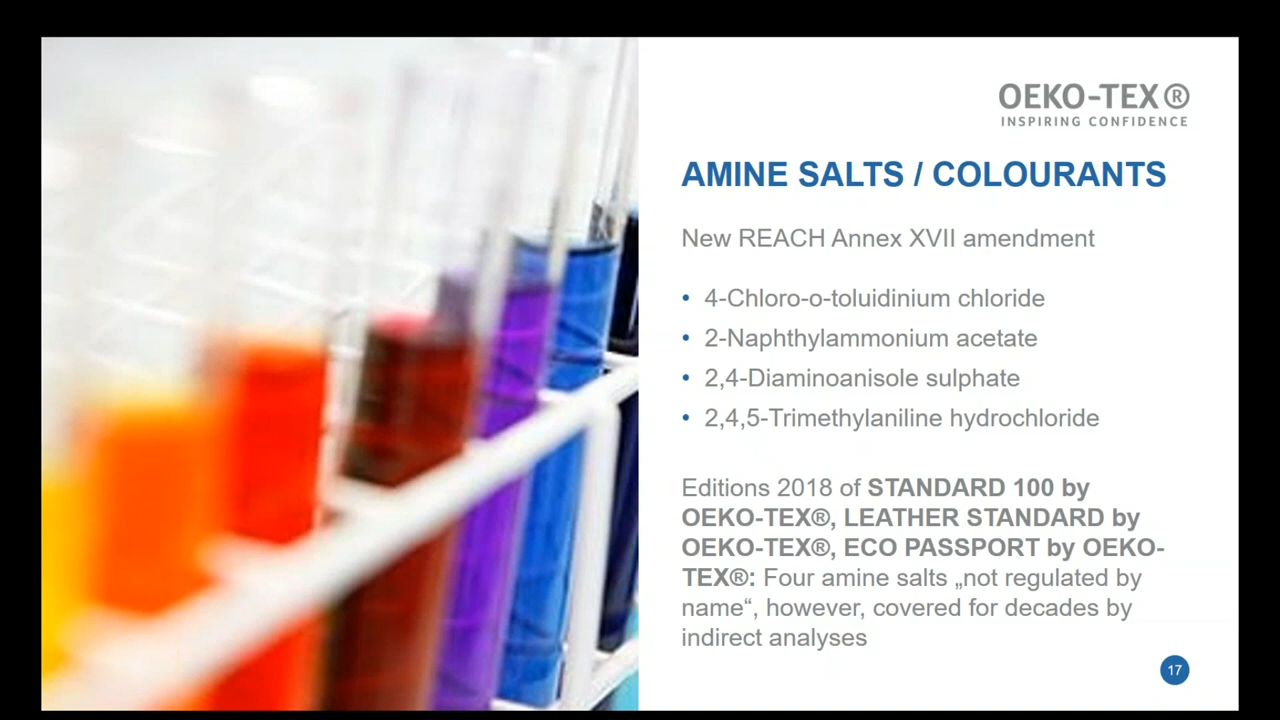 OEKO-TEX®
INSPIRING CONFIDENCE
AMINE SALTS / COLOURANTS
New REACH Annex XVII amendment
• 4-Chloro-o-toluidinium chloride
• 2-Naphthylammonium acetate
• 2,4-Diaminoanisole sulphate
• 2,4,5-Trimethylaniline hydrochloride
Editions 2018 of STANDARD 100 by
OEKO-TEX®, LEATHER STANDARD by
OEKO-TEX®, ECO PASSPORT by OEKO-
TEX®: Four amine salts „not regulated by
name“, however, covered for decades by
indirect analyses
17